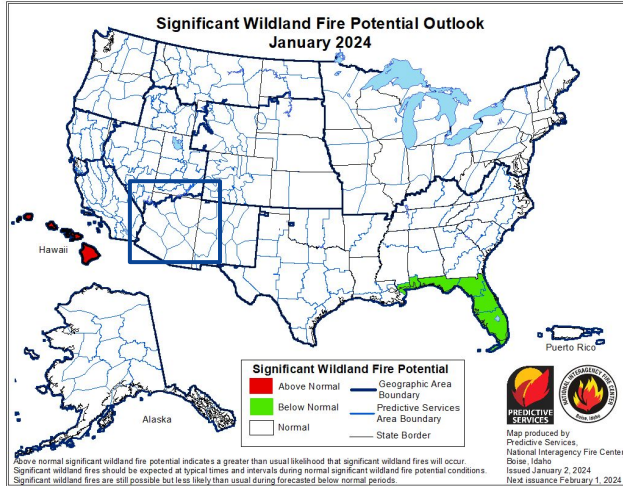 Significant Wildland Fire Potential Outlook
January 2024
Hawaii
Alaska
Puerto Rico
Significant Wildland Fire Potential
Above Normal
Below Normal
Normal
Geographic Area
Boundary
Predictive Services
Area Boundary
State Border
PREDICTIVE
SERVICES
NATIONAL INTERAGENCY FIRE CENTER
Boise, Idaho
Map produced by
Predictive Services,
National Interagency Fire Center
Boise, Idaho
Issued January 2, 2024
Next issuance February 1, 2024
Above normal significant wildland fire potential indicates a greater than usual likelihood that significant wildland fires will occur.
Significant wildland fires should be expected at typical times and intervals during normal significant wildland fire potential conditions.
Significant wildland fires are still possible but less likely than usual during forecasted below normal periods.